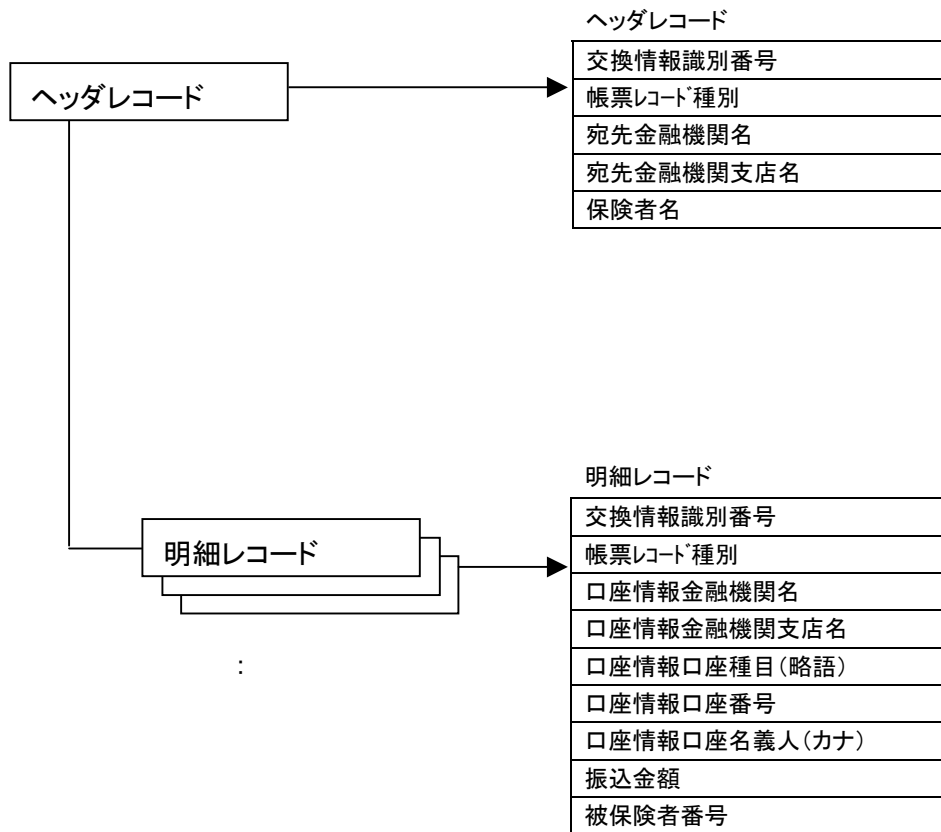 ヘッダレコード
ヘッダレコード
交換情報識別番号
帳票ﾚｺｰﾄﾞ種別
宛先金融機関名
宛先金融機関支店名
保険者名
明細レコード
明細レコード
交換情報識別番号
帳票ﾚｺｰﾄﾞ種別
口座情報金融機関名
口座情報金融機関支店名
口座情報口座種目(略語)
口座情報口座番号
口座情報口座名義人(カナ)
振込金額
被保険者番号
: